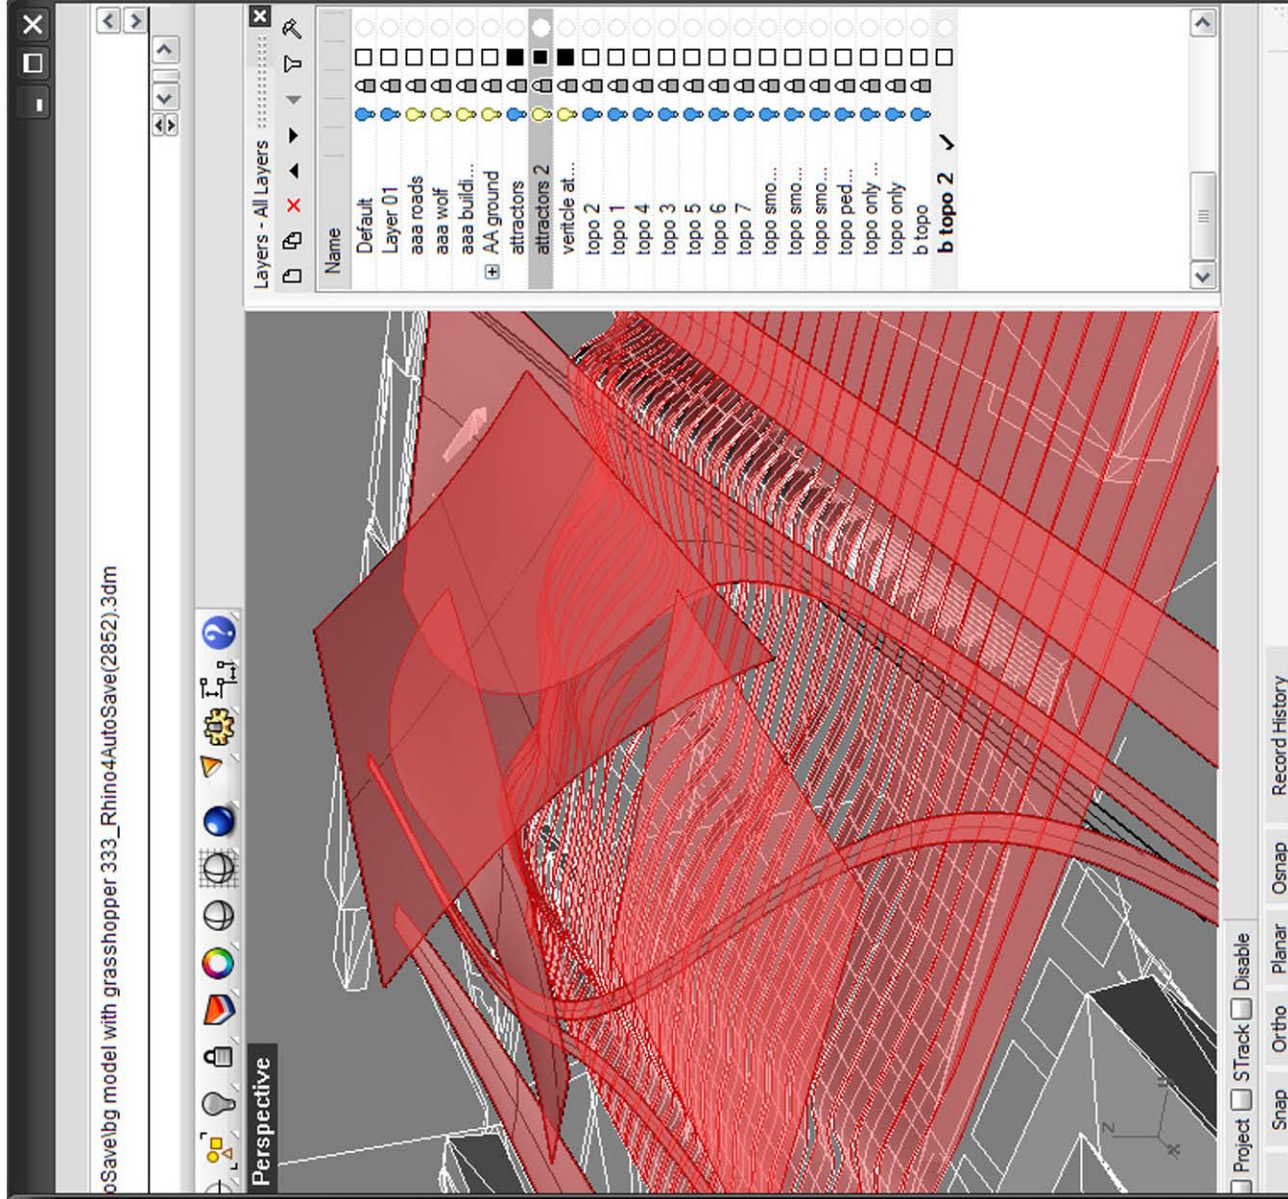 oSave\bg model with grasshopper 333_Rhino4AutoSave(2852).3dm
Perspective
Z
X
Layers - All Layers
Name
Default
Layer 01
aaa roads
aaa wolf
aaa buildi...
AA ground
attractors
attractors 2
veritcle at...
topo 2
topo 1
topo 4
topo 3
topo 5
topo 6
topo 7
topo smo...
topo smo...
topo smo...
topo ped...
topo only ...
topo only
b topo
b topo 2
Project STrack Disable
Snap Ortho Planar Osnap Record History